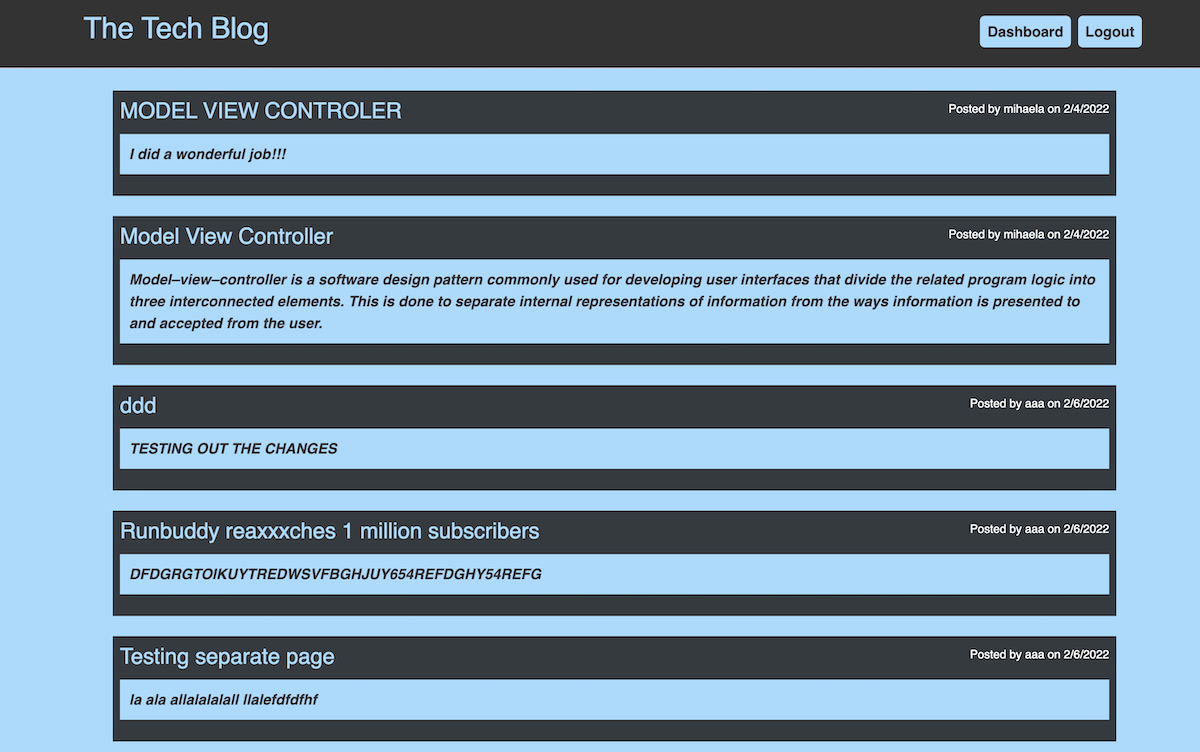 The Tech Blog
Dashboard
Logout
MODEL VIEW CONTROLER
Posted by mihaela on 2/4/2022
I did a wonderful job!!!
Model View Controller
Posted by mihaela on 2/4/2022
Model–view–controller is a software design pattern commonly used for developing user interfaces that divide the related program logic into
three interconnected elements. This is done to separate internal representations of information from the ways information is presented to
and accepted from the user.
ddd
Posted by aaa on 2/6/2022
TESTING OUT THE CHANGES
Runbuddy reaxxxches 1 million subscribers
Posted by aaa on 2/6/2022
DFDGRGTOIKUYTREDWSVFBGHJUY654REFDGHY54REFG
Testing separate page
Posted by aaa on 2/6/2022
la ala allalalalall llalefdfdfhf